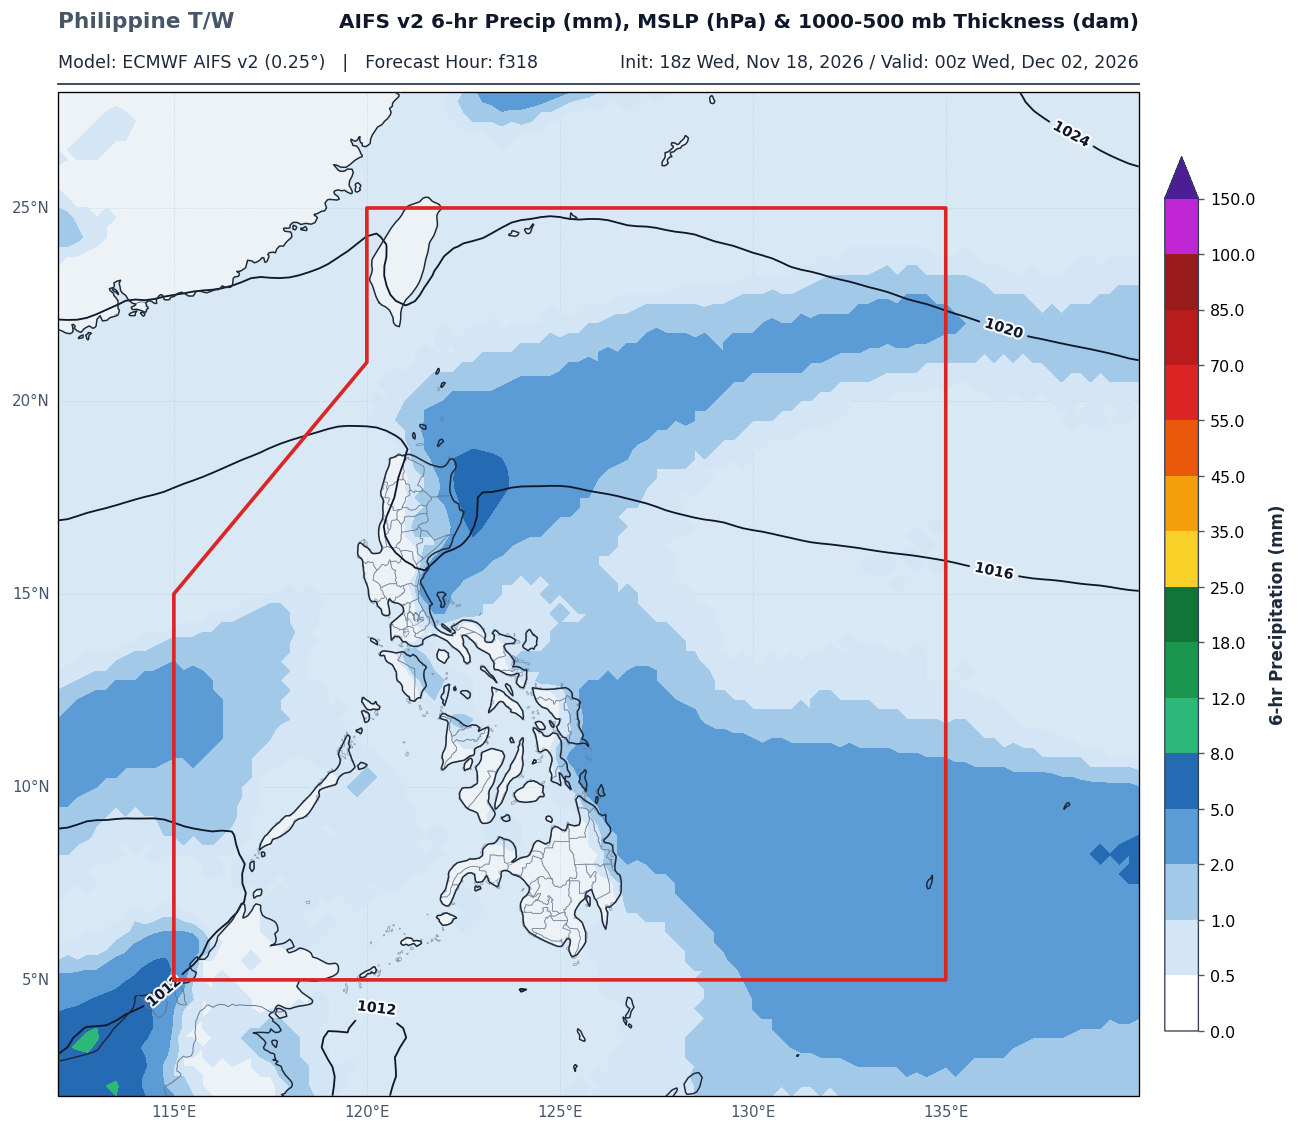 Philippine T/W
AIFS v2 6-hr Precip (mm), MSLP (hPa) & 1000-500 mb Thickness (dam)
Model: ECMWF AIFS v2 (0.25°) | Forecast Hour: f318
Init: 18z Wed, Nov 18, 2026 / Valid: 00z Wed, Dec 02, 2026
1024
1020
1016
1012
1012
25°N
20°N
15°N
10°N
5°N
115°E
120°E
125°E
130°E
135°E
150.0
100.0
85.0
70.0
55.0
45.0
35.0
25.0
18.0
12.0
8.0
5.0
2.0
1.0
0.5
0.0
6-hr Precipitation (mm)